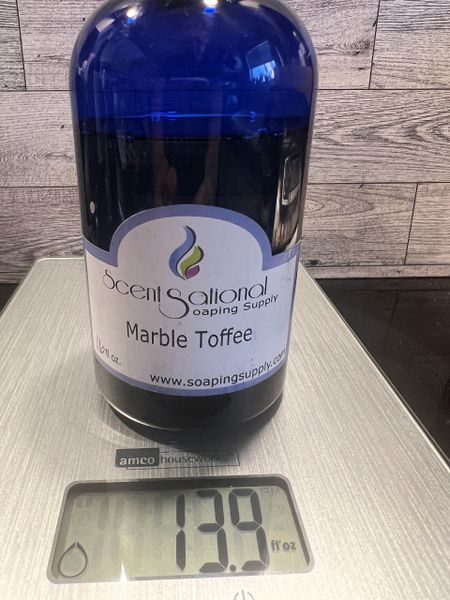 Scent Sational
Soaping Supply
Marble Toffee
16 fl oz.
www.soapingsupply.com
amco houseworks
13.9 fl'oz